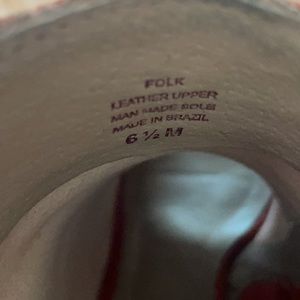 FOLK
LEATHER UPPER
MAN MADE SOLE
MADE IN BRAZIL
6 ½ M